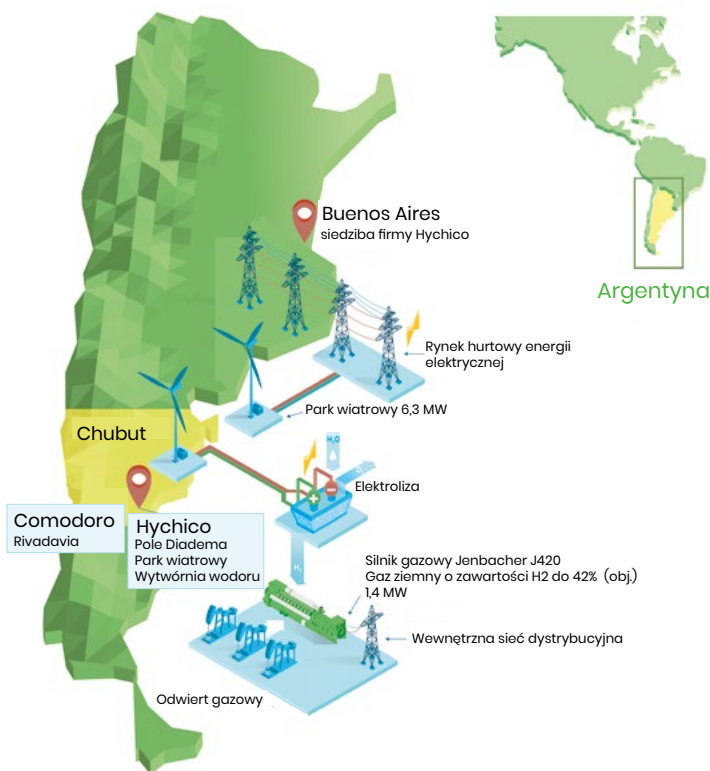 Buenos Aires
siedziba firmy Hychico
Argentyna
Rynek hurtowy energii
elektrycznej
Park wiatrowy 6,3 MW
Chubut
H₂O
O₂
Elektroliza
Comodoro
Rivadavia
Hychico
Pole Diadema
Park wiatrowy
Wytwórnia wodoru
H₂
Silnik gazowy Jenbacher J420
Gaz ziemny o zawartości H2 do 42% (obj.)
1,4 MW
Wewnętrzna sieć dystrybucyjna
Odwiert gazowy